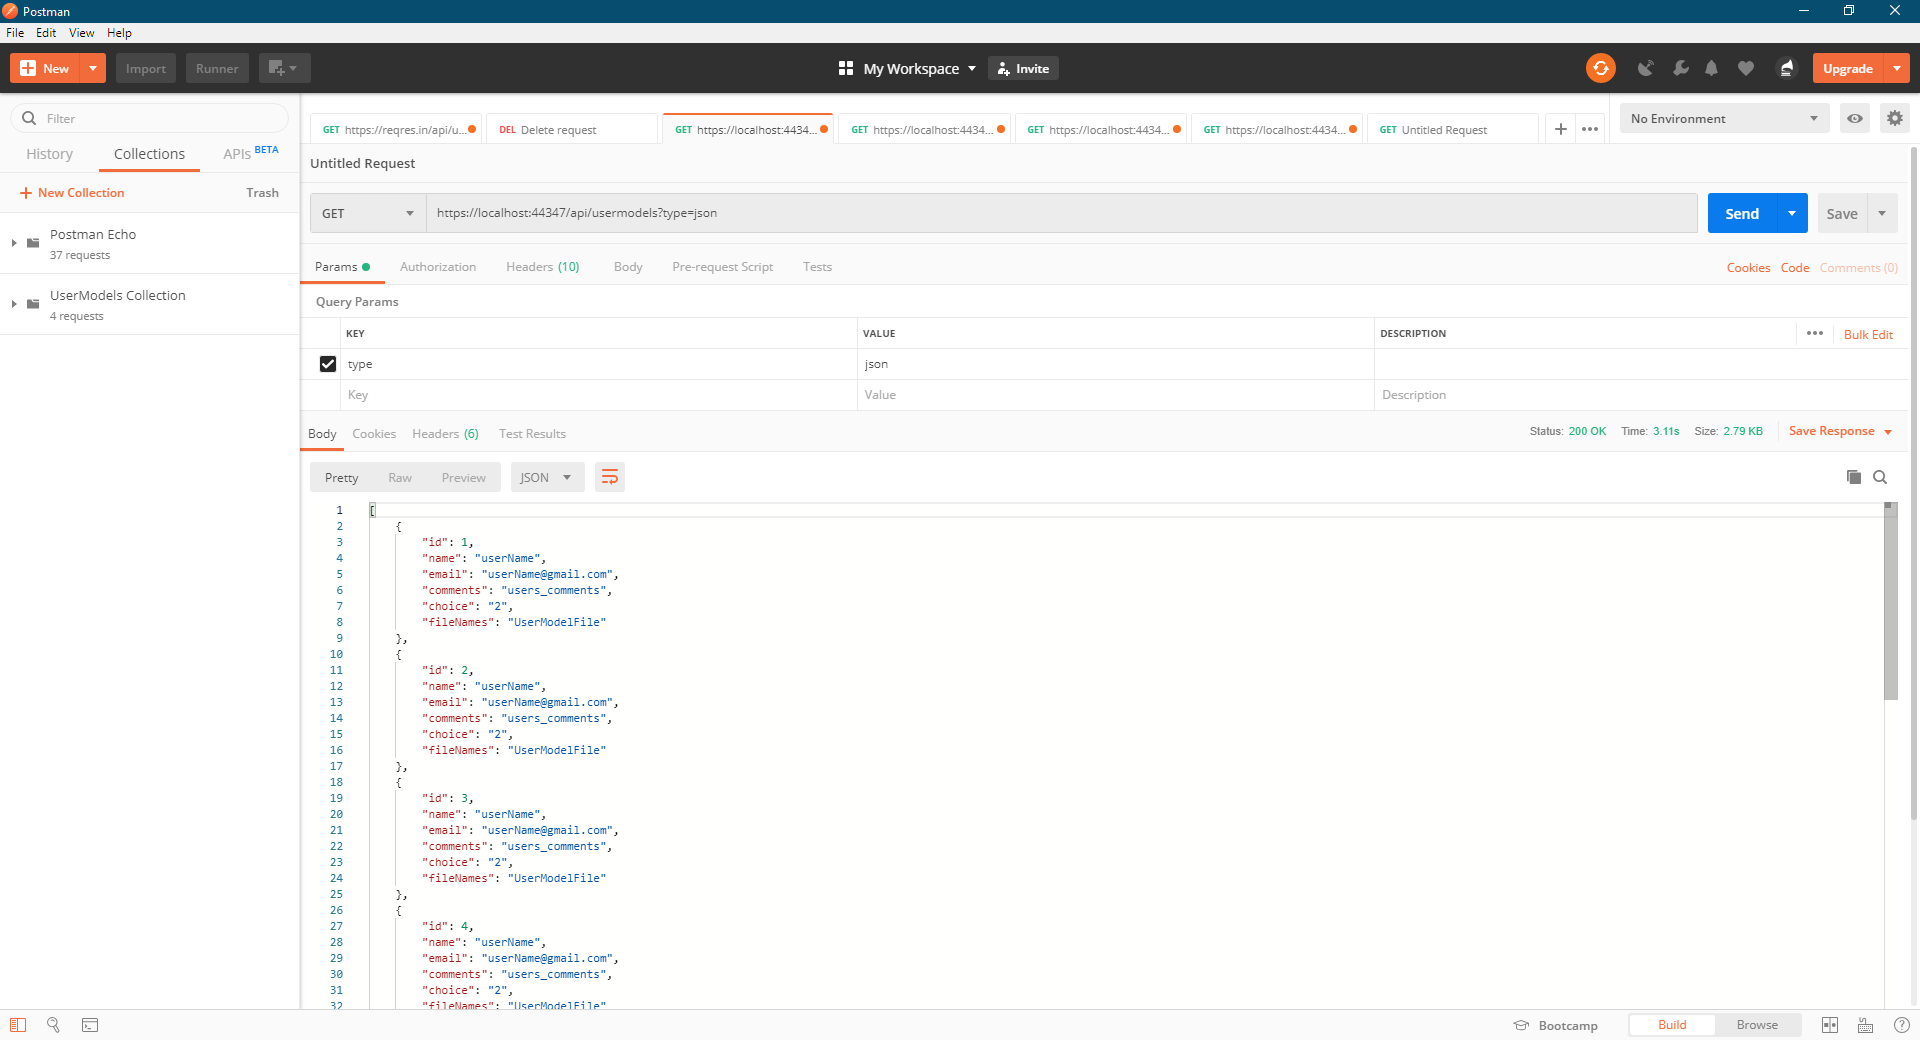 Postman
File Edit View Help
New Import Runner My Workspace Invite Upgrade
Filter
History Collections APIs BETA
New Collection Trash
Postman Echo
37 requests
UserModels Collection
4 requests
GET https://reqres.in/api/u... DEL Delete request GET https://localhost:4434... GET https://localhost:4434... GET https://localhost:4434... GET https://localhost:4434... GET Untitled Request No Environment
Untitled Request
GET https://localhost:44347/api/usermodels?type=json Send Save
Params Authorization Headers (10) Body Pre-request Script Tests Cookies Code Comments (0)
Query Params
KEY VALUE DESCRIPTION Bulk Edit
type json
Key Value Description
Body Cookies Headers (6) Test Results Status: 200 OK Time: 3.11s Size: 2.79 KB Save Response
Pretty Raw Preview JSON
1 [
2 {
3 "id": 1,
4 "name": "userName",
5 "email": "userName@gmail.com",
6 "comments": "users_comments",
7 "choice": "2",
8 "fileNames": "UserModelFile"
9 },
10 {
11 "id": 2,
12 "name": "userName",
13 "email": "userName@gmail.com",
14 "comments": "users_comments",
15 "choice": "2",
16 "fileNames": "UserModelFile"
17 },
18 {
19 "id": 3,
20 "name": "userName",
21 "email": "userName@gmail.com",
22 "comments": "users_comments",
23 "choice": "2",
24 "fileNames": "UserModelFile"
25 },
26 {
27 "id": 4,
28 "name": "userName",
29 "email": "userName@gmail.com",
30 "comments": "users_comments",
31 "choice": "2",
32 "fileNames": "UserModelFile"
Bootcamp Build Browse